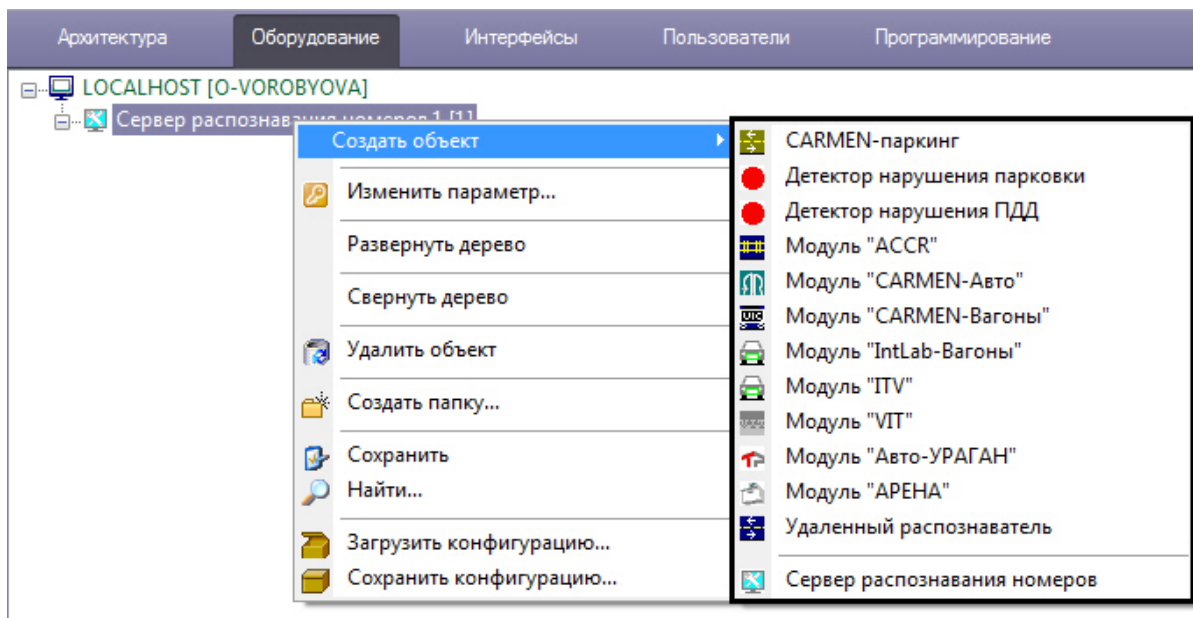 Архитектура Оборудование Интерфейсы Пользователи Программирование
LOCALHOST [O-VOROBYOVA]
Сервер распознавания номеров 1 [1]
Создать объект
Изменить параметр...
Развернуть дерево
Свернуть дерево
Удалить объект
Создать папку...
Сохранить
Найти...
Загрузить конфигурацию...
Сохранить конфигурацию...
CARMEN-паркинг
Детектор нарушения парковки
Детектор нарушения ПДД
Модуль "ACCR"
Модуль "CARMEN-Авто"
Модуль "CARMEN-Вагоны"
Модуль "IntLab-Вагоны"
Модуль "ITV"
Модуль "VIT"
Модуль "Авто-УРАГАН"
Модуль "АРЕНА"
Удаленный распознаватель
Сервер распознавания номеров